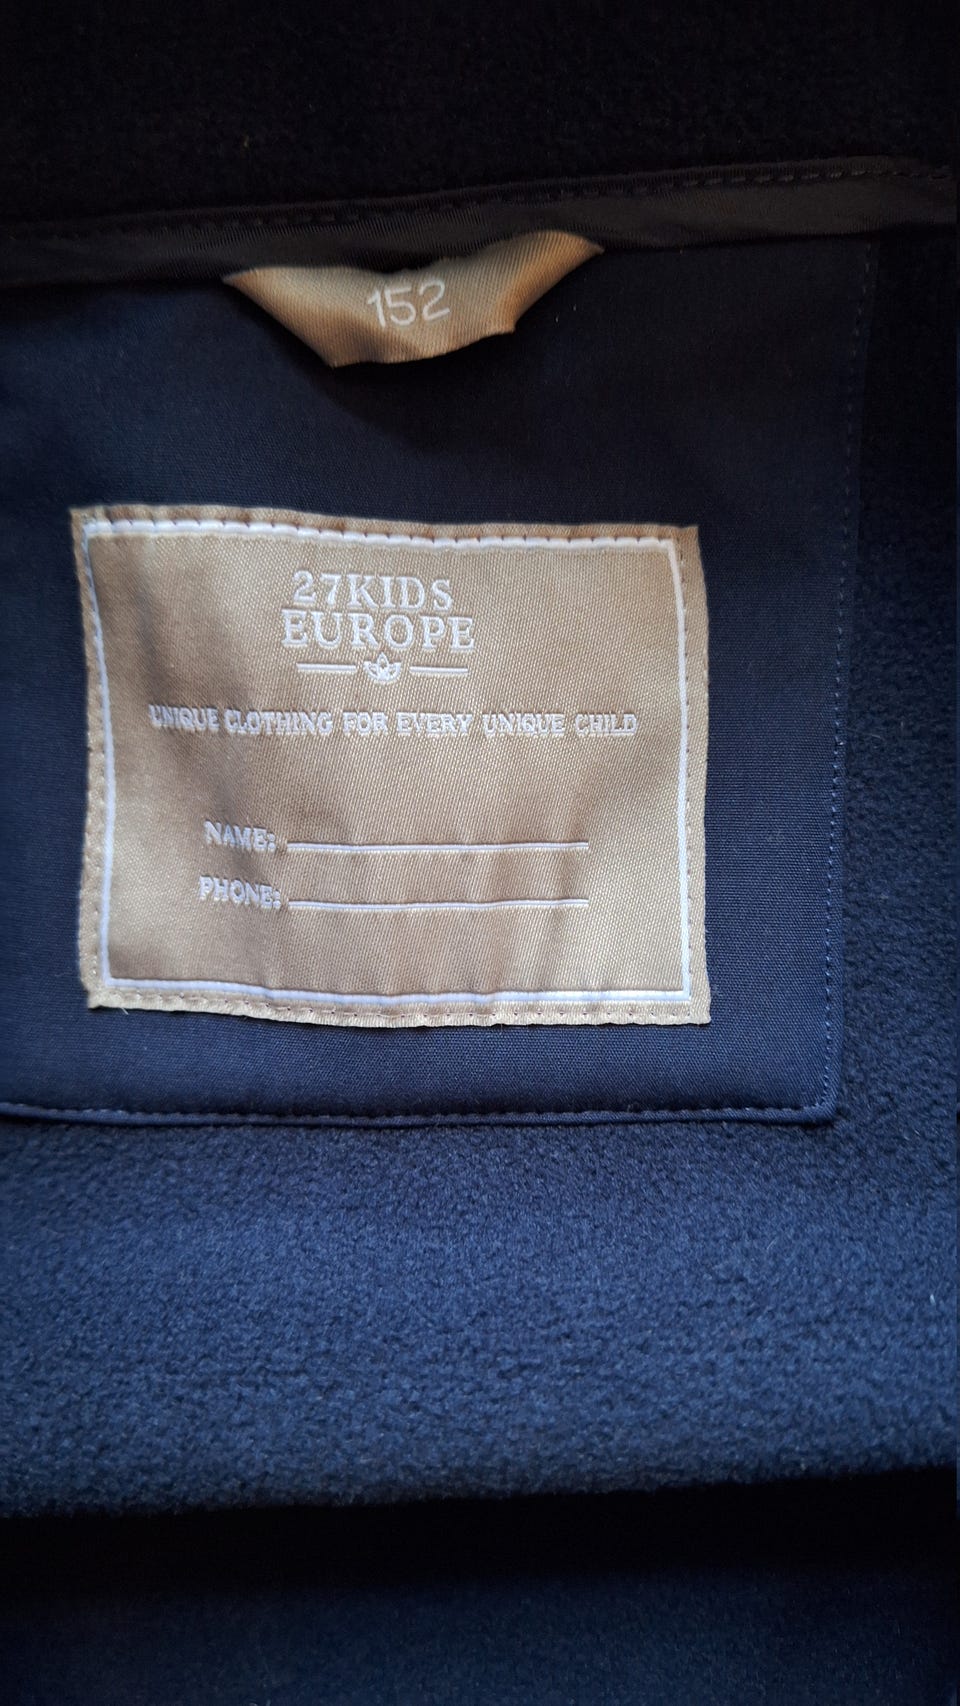 152
27KIDS
EUROPE
UNIQUE CLOTHING FOR EVERY UNIQUE CHILD
NAME:
PHONE: